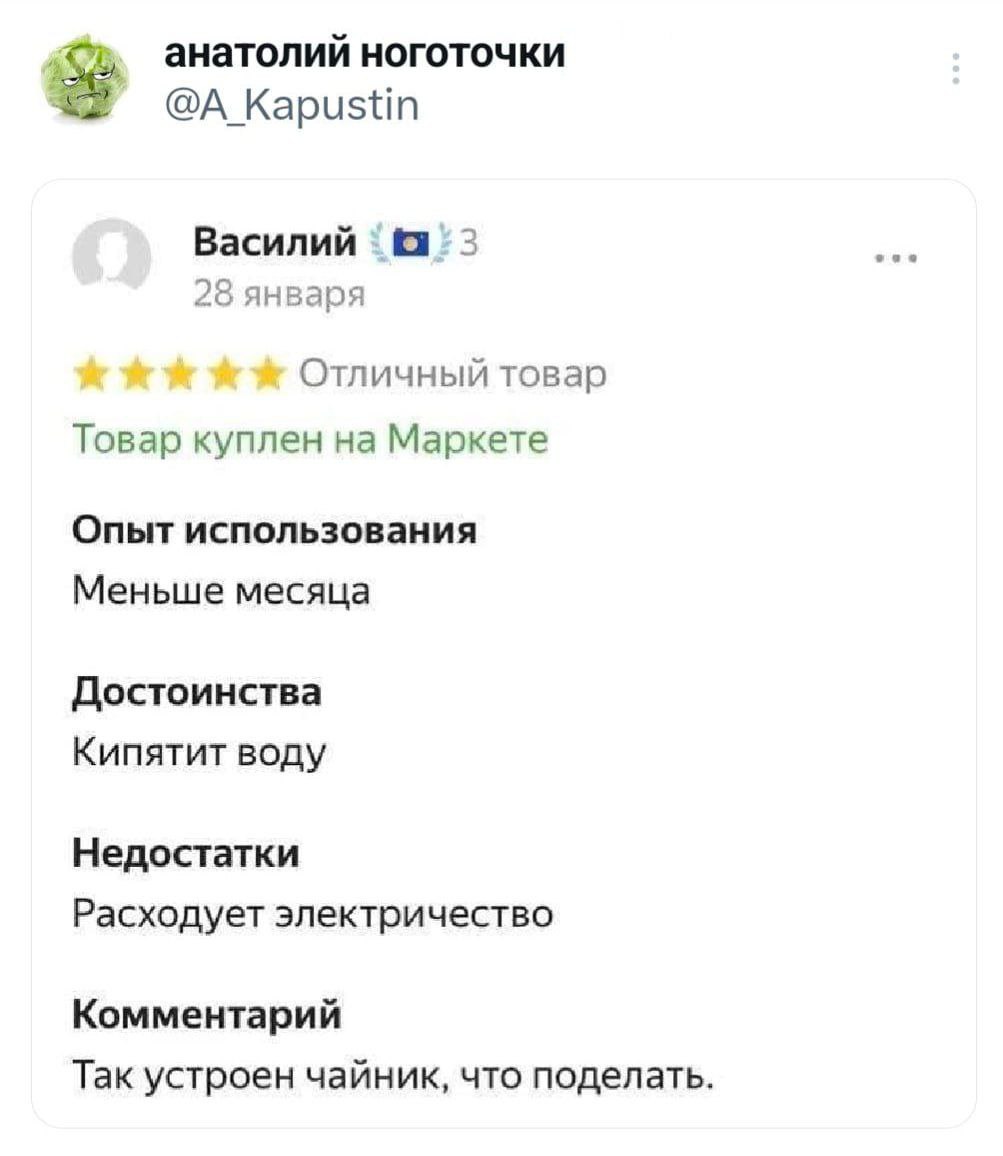 анатолий ноготочки
@A_Kapustin
Василий 3
28 января
Отличный товар
Товар куплен на Маркете
Опыт использования
Меньше месяца
Достоинства
Кипятит воду
Недостатки
Расходует электричество
Комментарий
Так устроен чайник, что поделать.